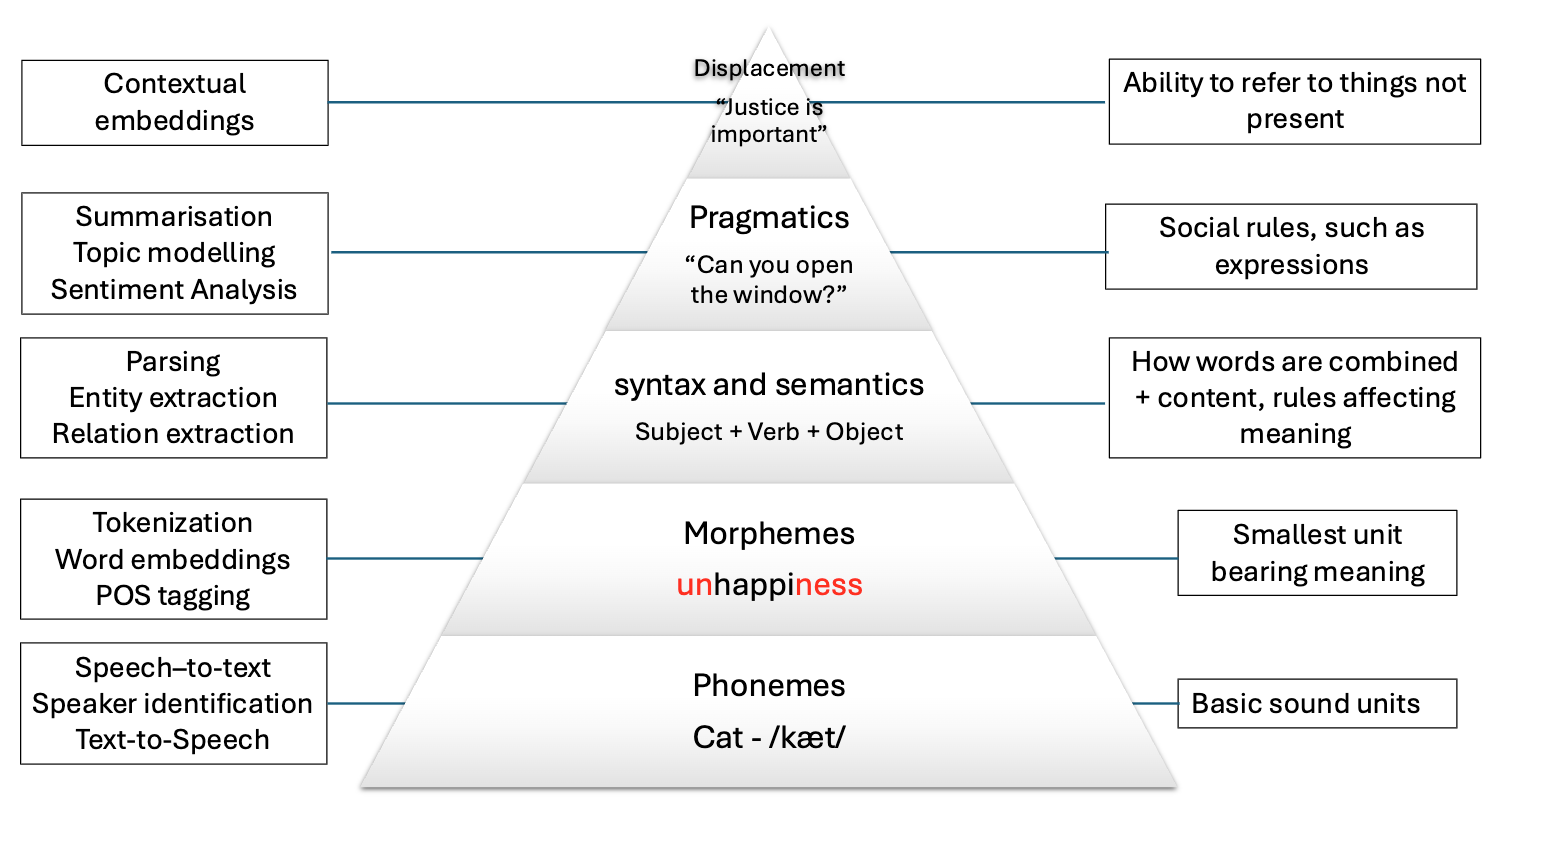 Contextual
embeddings
Displacement
“Justice is
important”
Ability to refer to things not
present
Summarisation
Topic modelling
Sentiment Analysis
Pragmatics
“Can you open
the window?”
Social rules, such as
expressions
Parsing
Entity extraction
Relation extraction
syntax and semantics
Subject + Verb + Object
How words are combined
+ content, rules affecting
meaning
Tokenization
Word embeddings
POS tagging
Morphemes
unhappiness
Smallest unit
bearing meaning
Speech–to-text
Speaker identification
Text-to-Speech
Phonemes
Cat - /kæt/
Basic sound units